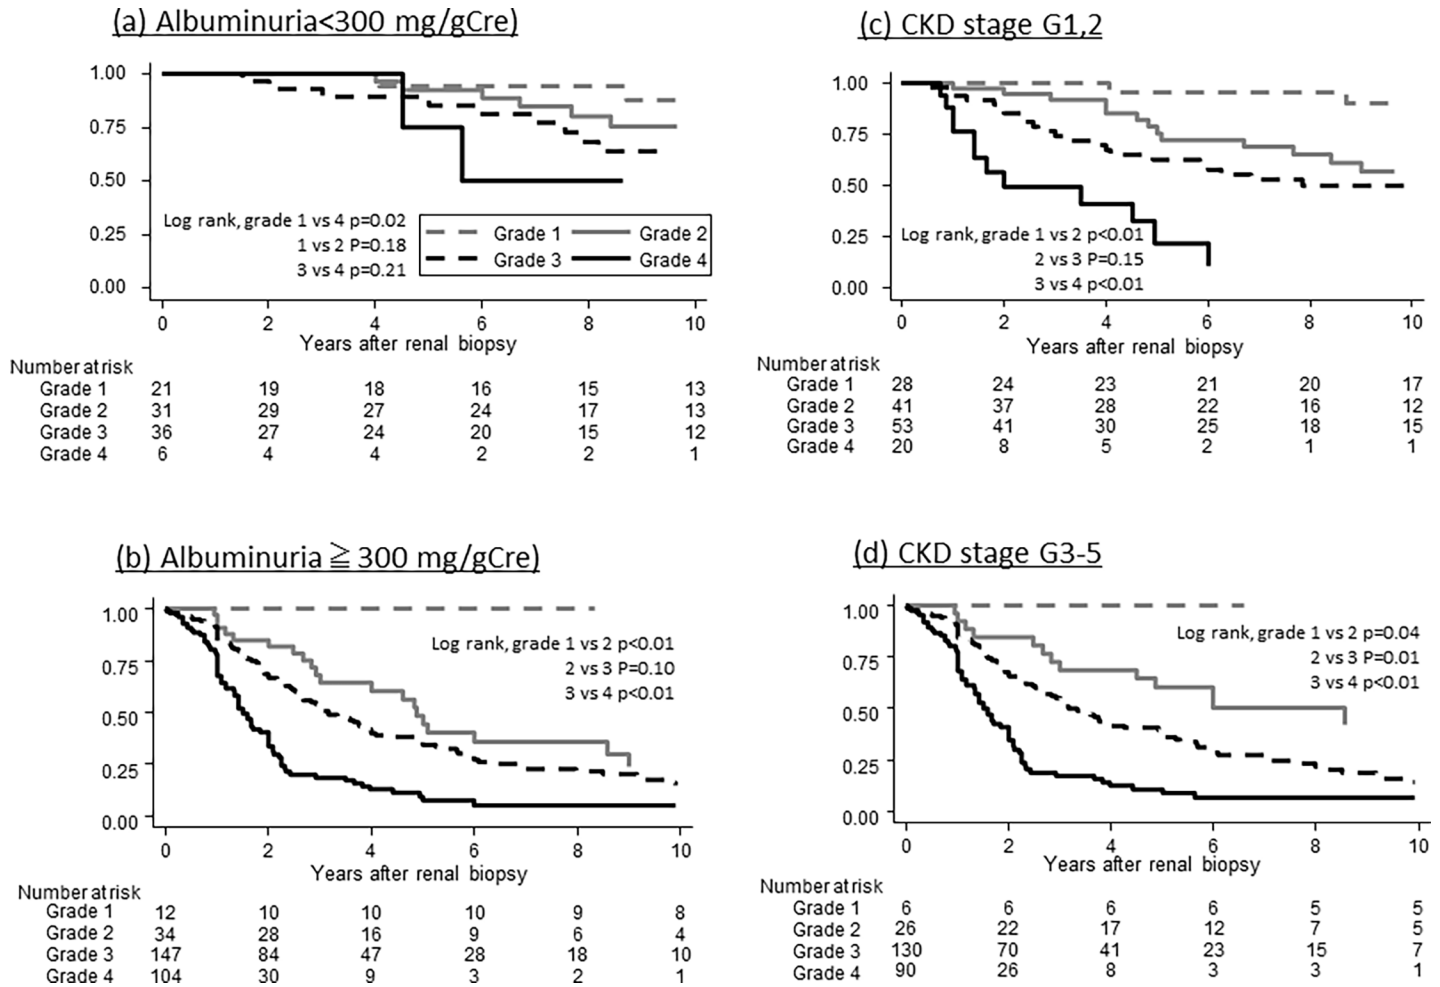 (a) Albuminuria<300 mg/gCre)
1.00
0.75
0.50
0.25
0.00
Log rank, grade 1 vs 4 p=0.02
1 vs 2 P=0.18
3 vs 4 p=0.21
Grade 1 Grade 2
Grade 3 Grade 4
0 2 4 6 8 10
Years after renal biopsy
Number at risk
Grade 1 21 19 18 16 15 13
Grade 2 31 29 27 24 17 13
Grade 3 36 27 24 20 15 12
Grade 4 6 4 4 2 2 1
(c) CKD stage G1,2
1.00
0.75
0.50
0.25
0.00
Log rank, grade 1 vs 2 p<0.01
2 vs 3 P=0.15
3 vs 4 p<0.01
0 2 4 6 8 10
Years after renal biopsy
Number at risk
Grade 1 28 24 23 21 20 17
Grade 2 41 37 28 22 16 12
Grade 3 53 41 30 25 18 15
Grade 4 20 8 5 2 1 1
(b) Albuminuria ≧ 300 mg/gCre)
1.00
0.75
0.50
0.25
0.00
Log rank, grade 1 vs 2 p<0.01
2 vs 3 P=0.10
3 vs 4 p<0.01
0 2 4 6 8 10
Years after renal biopsy
Number at risk
Grade 1 12 10 10 10 9 8
Grade 2 34 28 16 9 6 4
Grade 3 147 84 47 28 18 10
Grade 4 104 30 9 3 2 1
(d) CKD stage G3-5
1.00
0.75
0.50
0.25
0.00
Log rank, grade 1 vs 2 p=0.04
2 vs 3 P=0.01
3 vs 4 p<0.01
0 2 4 6 8 10
Years after renal biopsy
Number at risk
Grade 1 6 6 6 6 5 5
Grade 2 26 22 17 12 7 5
Grade 3 130 70 41 23 15 7
Grade 4 90 26 8 3 3 1